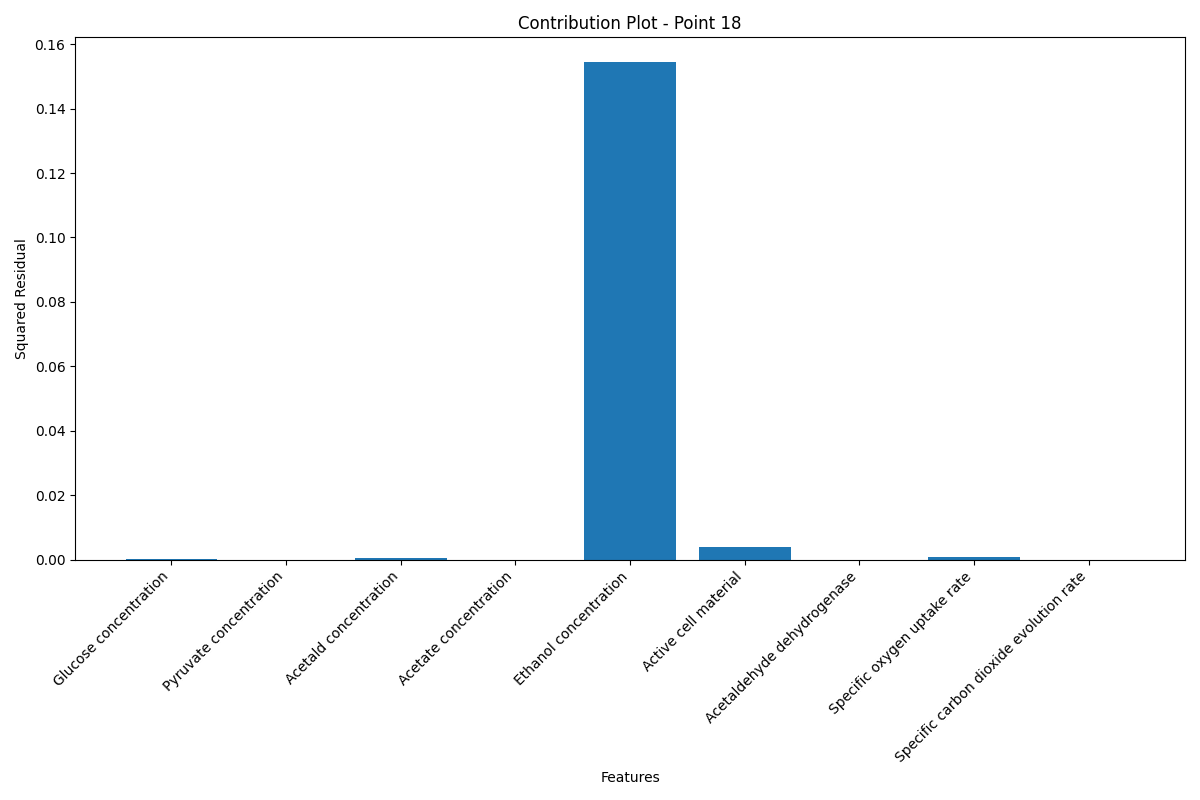 Contribution Plot - Point 18
Squared Residual
0.16
0.14
0.12
0.10
0.08
0.06
0.04
0.02
0.00
Glucose concentration
Pyruvate concentration
Acetald concentration
Acetate concentration
Ethanol concentration
Active cell material
Acetaldehyde dehydrogenase
Specific oxygen uptake rate
Specific carbon dioxide evolution rate
Features